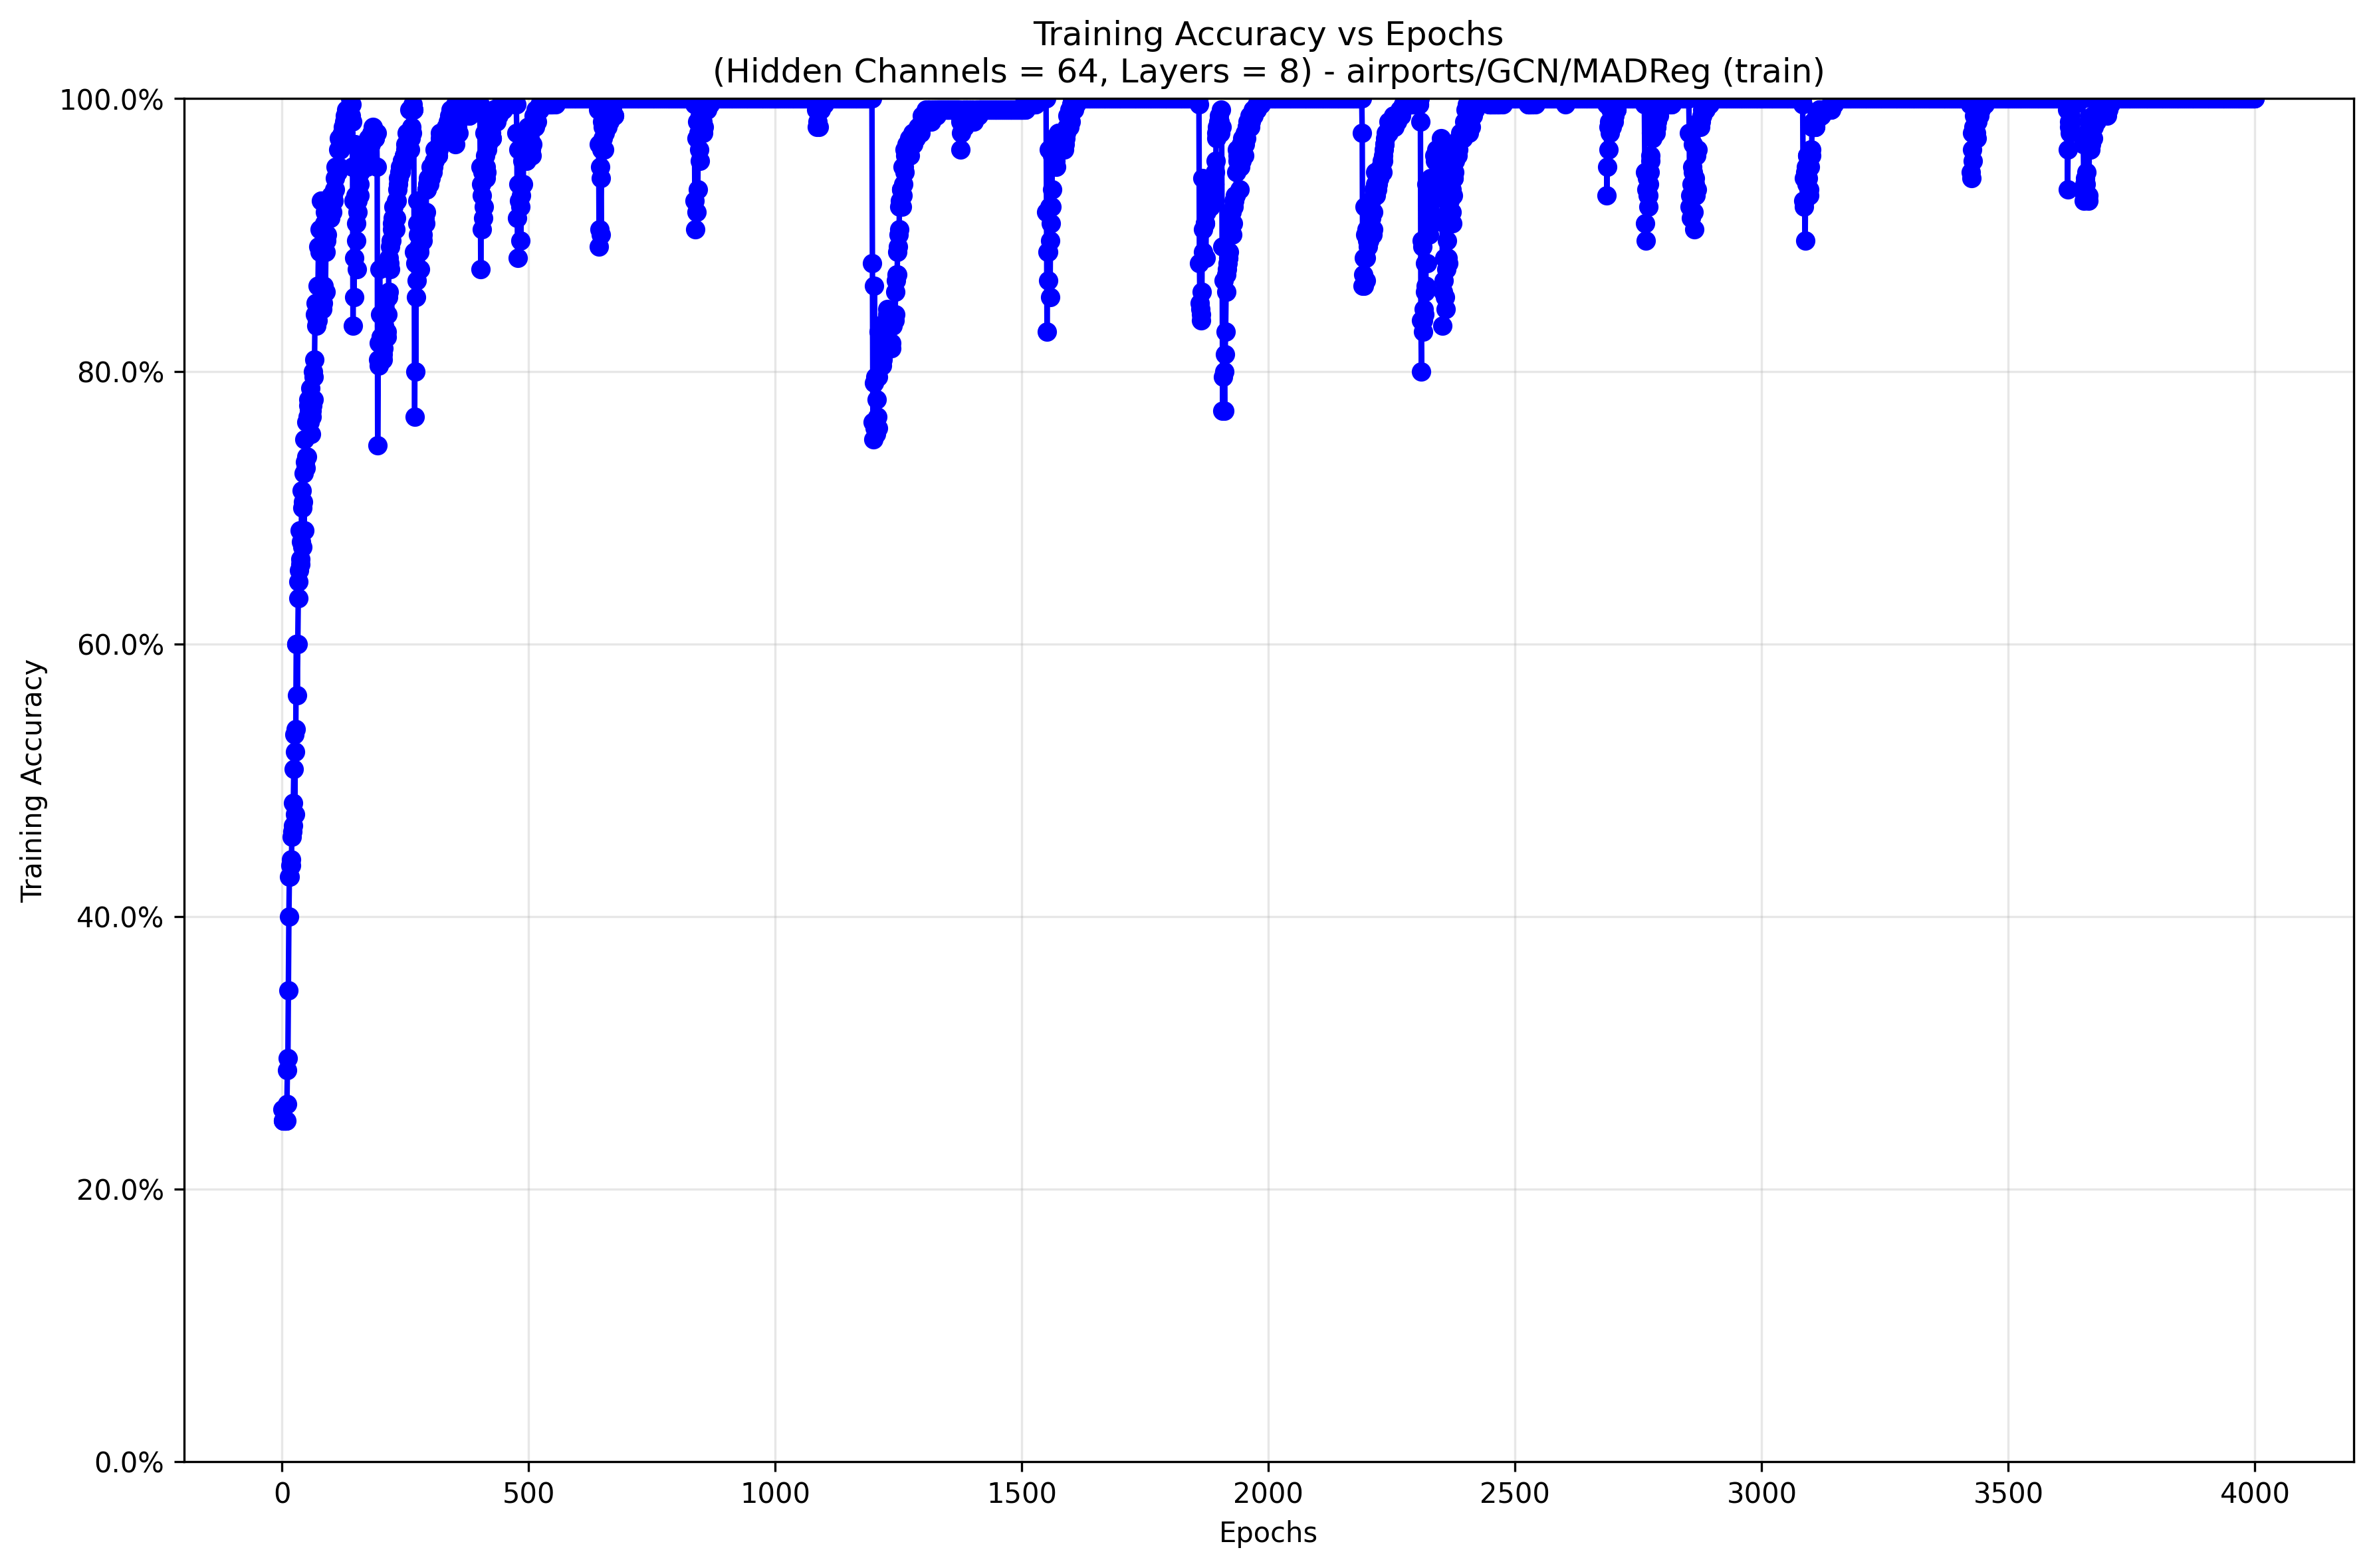 Training Accuracy vs Epochs
(Hidden Channels = 64, Layers = 8) - airports/GCN/MADReg (train)
100.0%
80.0%
60.0%
40.0%
20.0%
0.0%
Training Accuracy
0 500 1000 1500 2000 2500 3000 3500 4000
Epochs